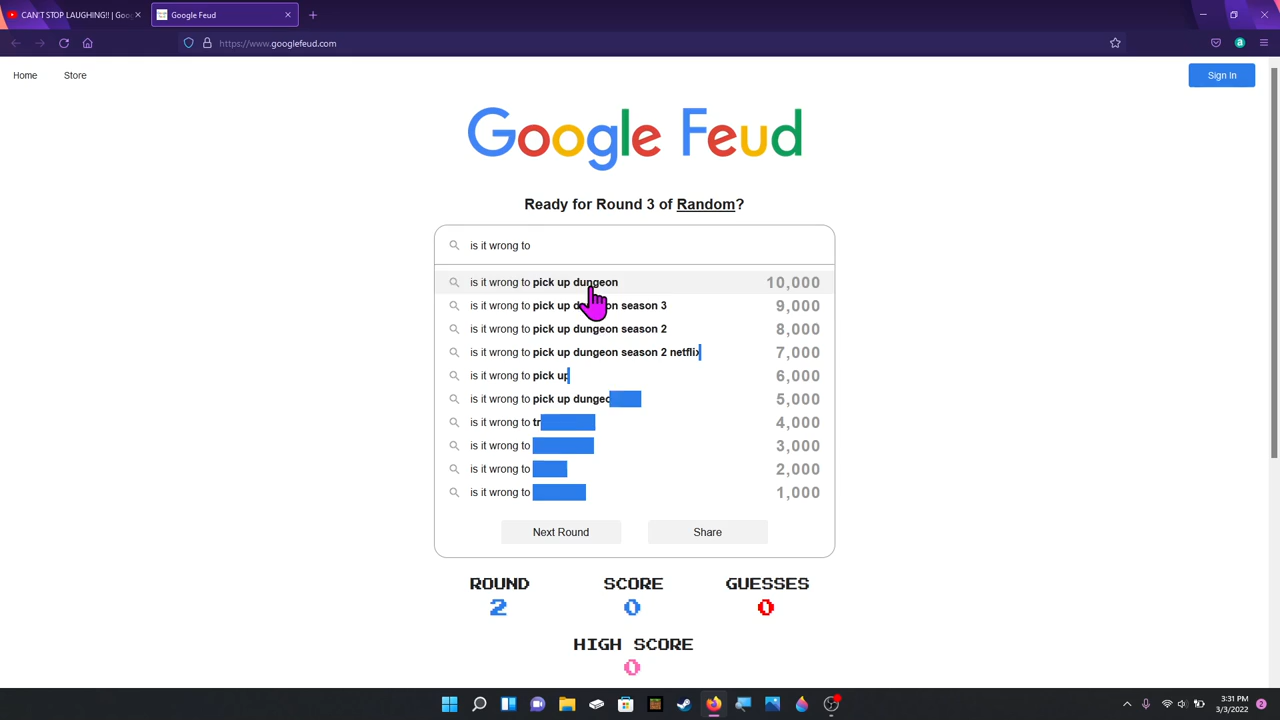 CAN'T STOP LAUGHING!! | Goo
Google Feud
https://www.googlefeud.com
Home
Store
Sign In
Google Feud
Ready for Round 3 of Random?
is it wrong to
is it wrong to pick up dungeon 10,000
is it wrong to pick up season 3 9,000
is it wrong to pick up dungeon season 2 8,000
is it wrong to pick up dungeon season 2 netflix 7,000
is it wrong to pick up 6,000
is it wrong to pick up dungeo 5,000
is it wrong to tr 4,000
is it wrong to 3,000
is it wrong to 2,000
is it wrong to 1,000
Next Round
Share
ROUND SCORE GUESSES
2 0 0
HIGH SCORE
0
3:31 PM
3/3/2022
2